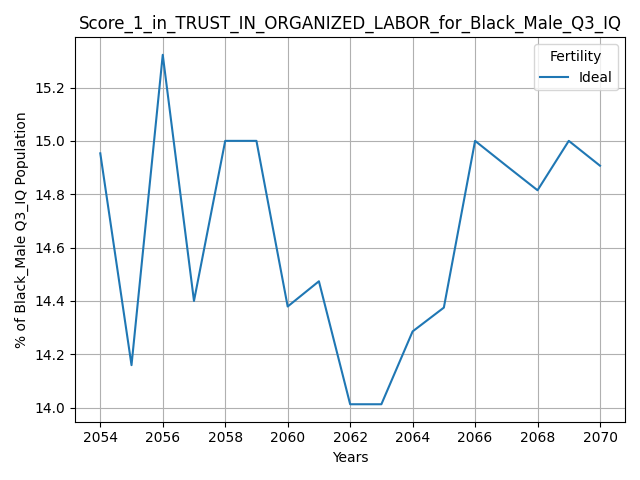 Score_1_in_TRUST_IN_ORGANIZED_LABOR_for_Black_Male_Q3_IQ
Fertility
Ideal
% of Black_Male Q3_IQ Population
15.2
15.0
14.8
14.6
14.4
14.2
14.0
2054 2056 2058 2060 2062 2064 2066 2068 2070
Years